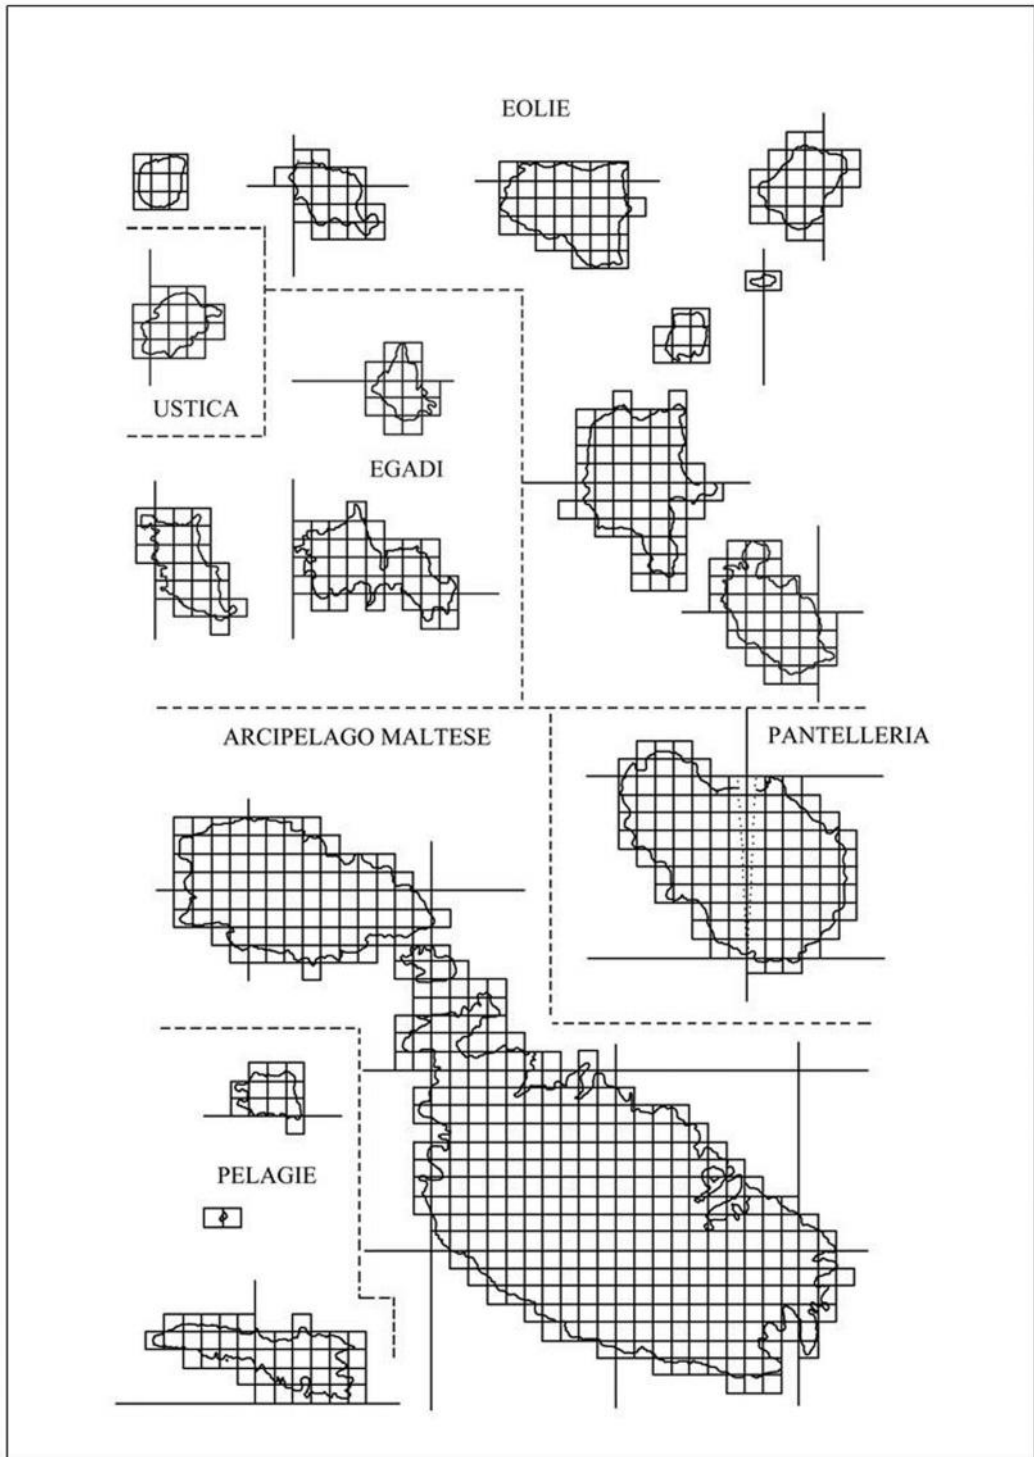 EOLIE
USTICA
EGADI
ARCIPELAGO MALTESE
PANTELLERIA
PELAGIE